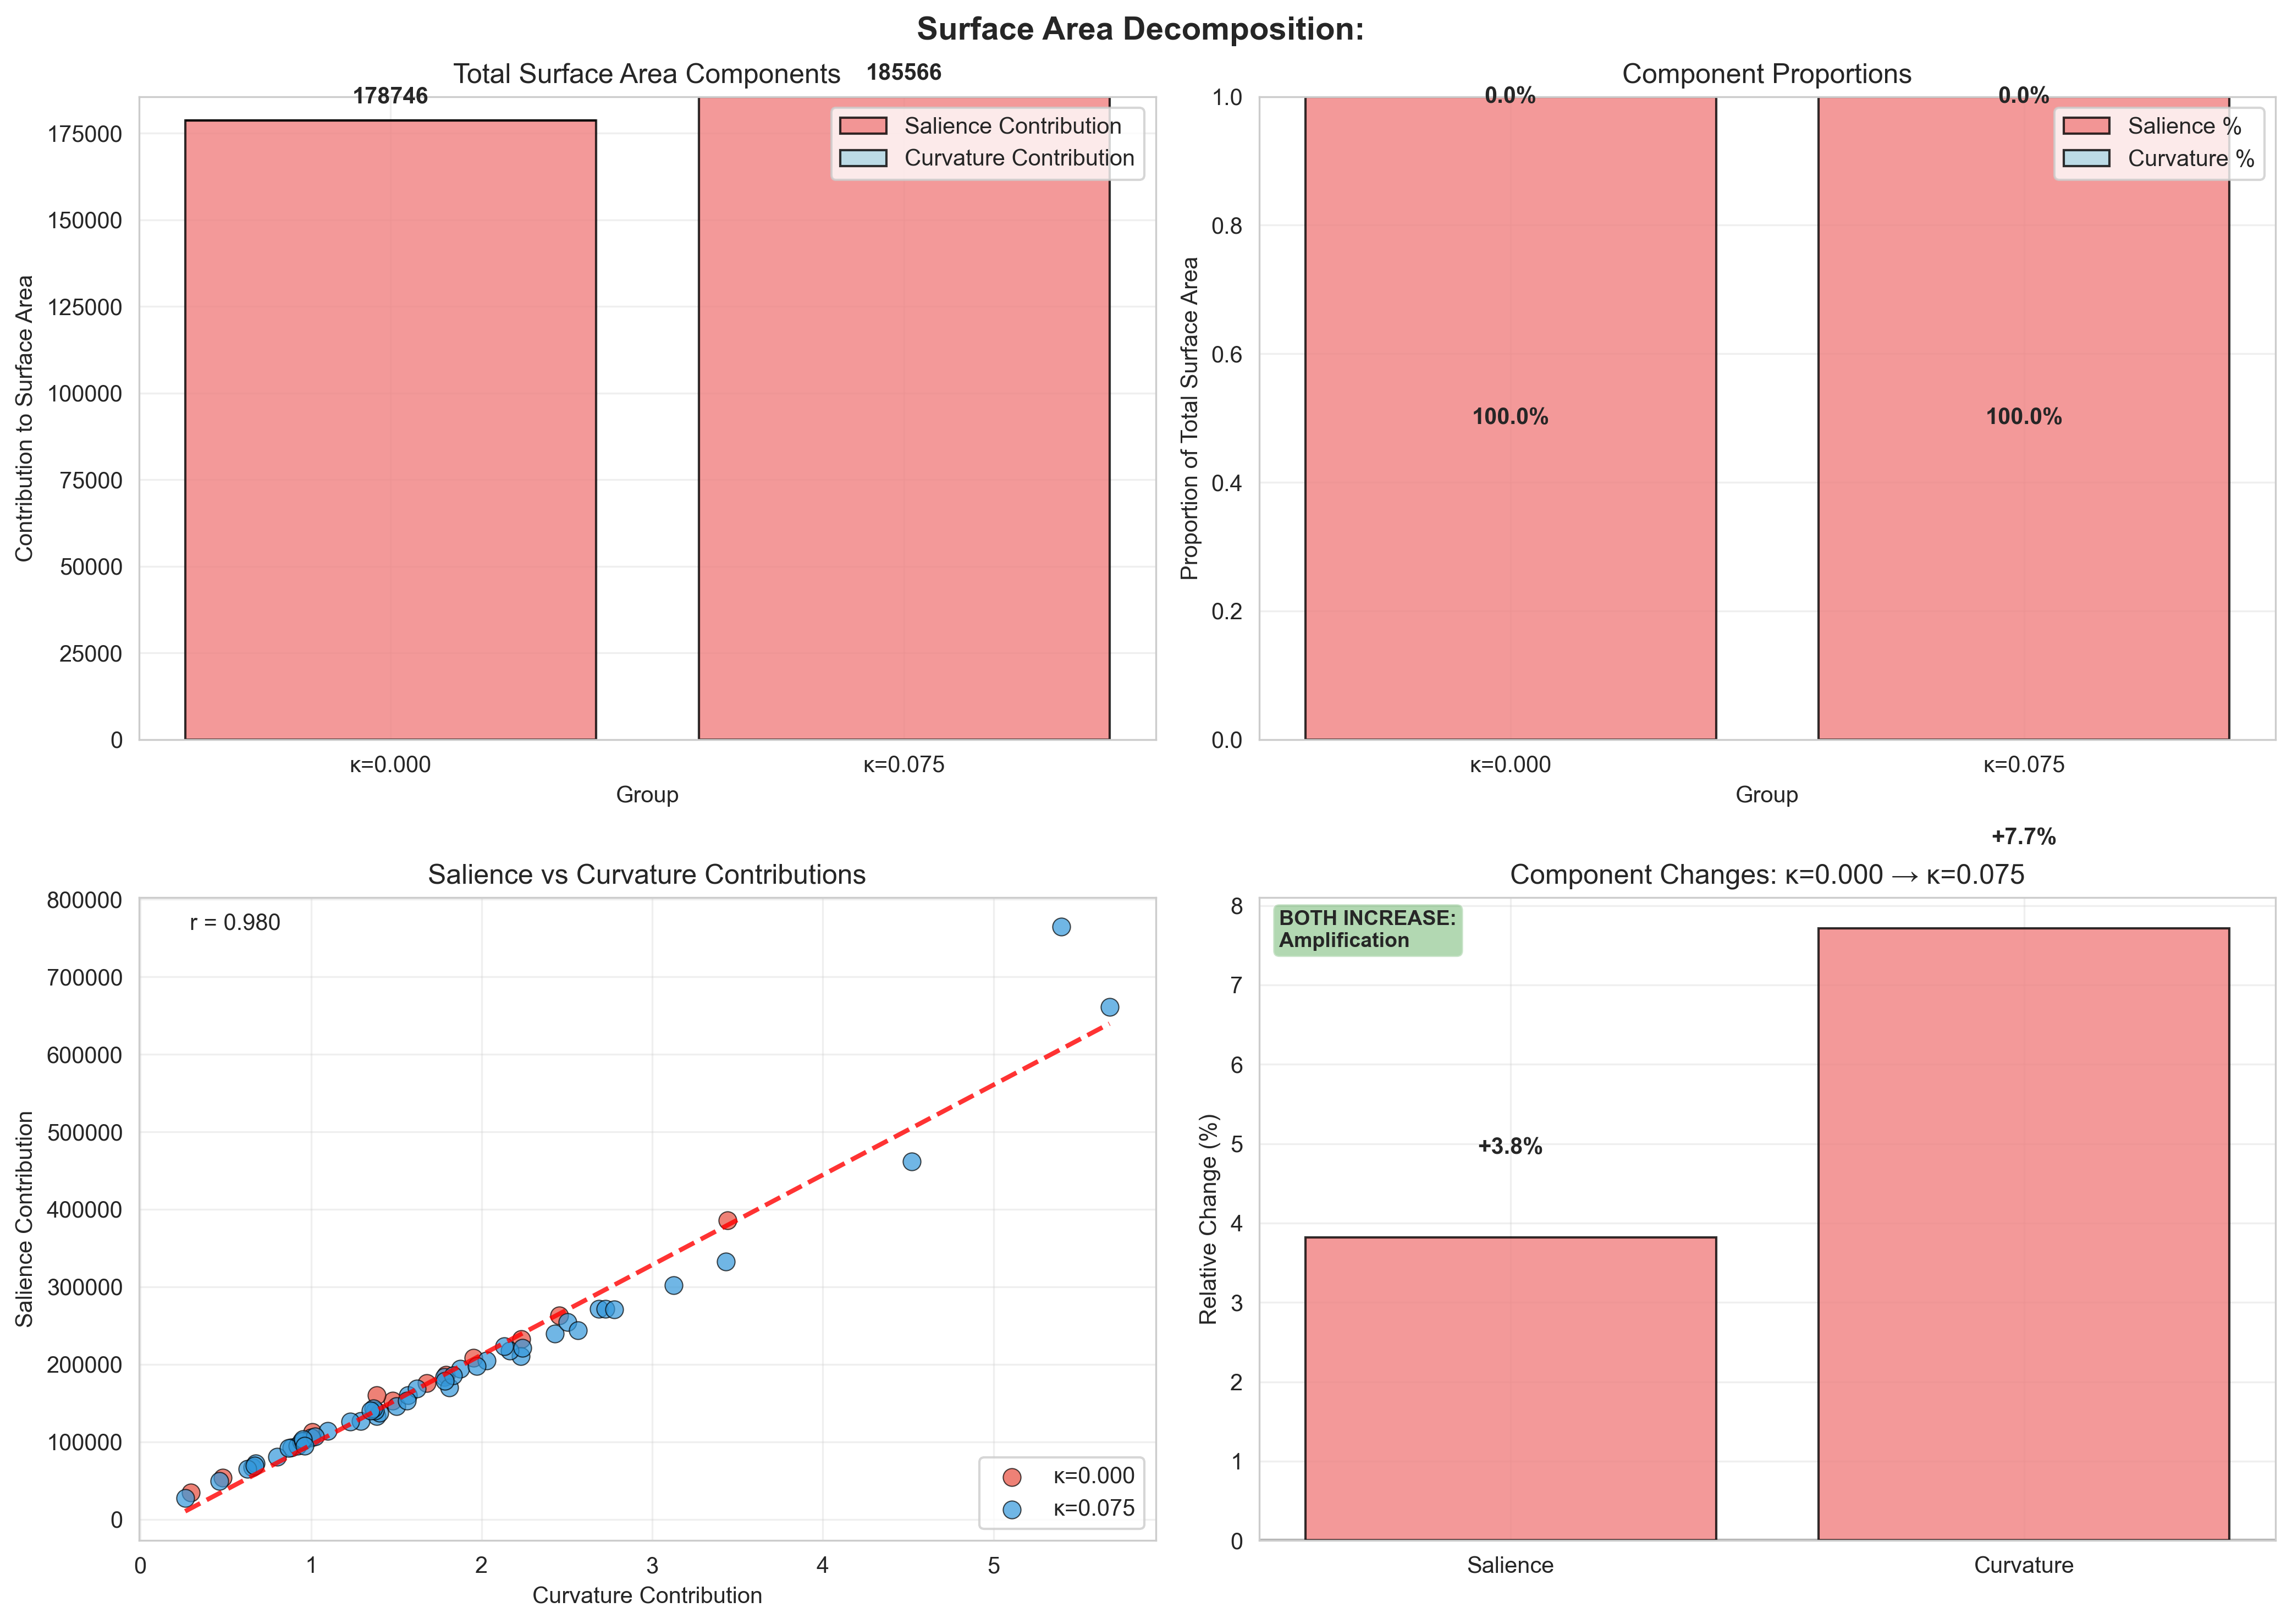 Surface Area Decomposition:
Total Surface Area Components
185566
178746
Salience Contribution
Curvature Contribution
Contribution to Surface Area
175000
150000
125000
100000
75000
50000
25000
0
κ=0.000
κ=0.075
Group
Component Proportions
0.0%
0.0%
Salience %
Curvature %
100.0%
100.0%
Proportion of Total Surface Area
1.0
0.8
0.6
0.4
0.2
0.0
κ=0.000
κ=0.075
Group
Salience vs Curvature Contributions
r = 0.980
Salience Contribution
800000
700000
600000
500000
400000
300000
200000
100000
0
κ=0.000
κ=0.075
0
1
2
3
4
5
Curvature Contribution
+7.7%
Component Changes: κ=0.000 → κ=0.075
BOTH INCREASE:
Amplification
+3.8%
Relative Change (%)
8
7
6
5
4
3
2
1
0
Salience
Curvature